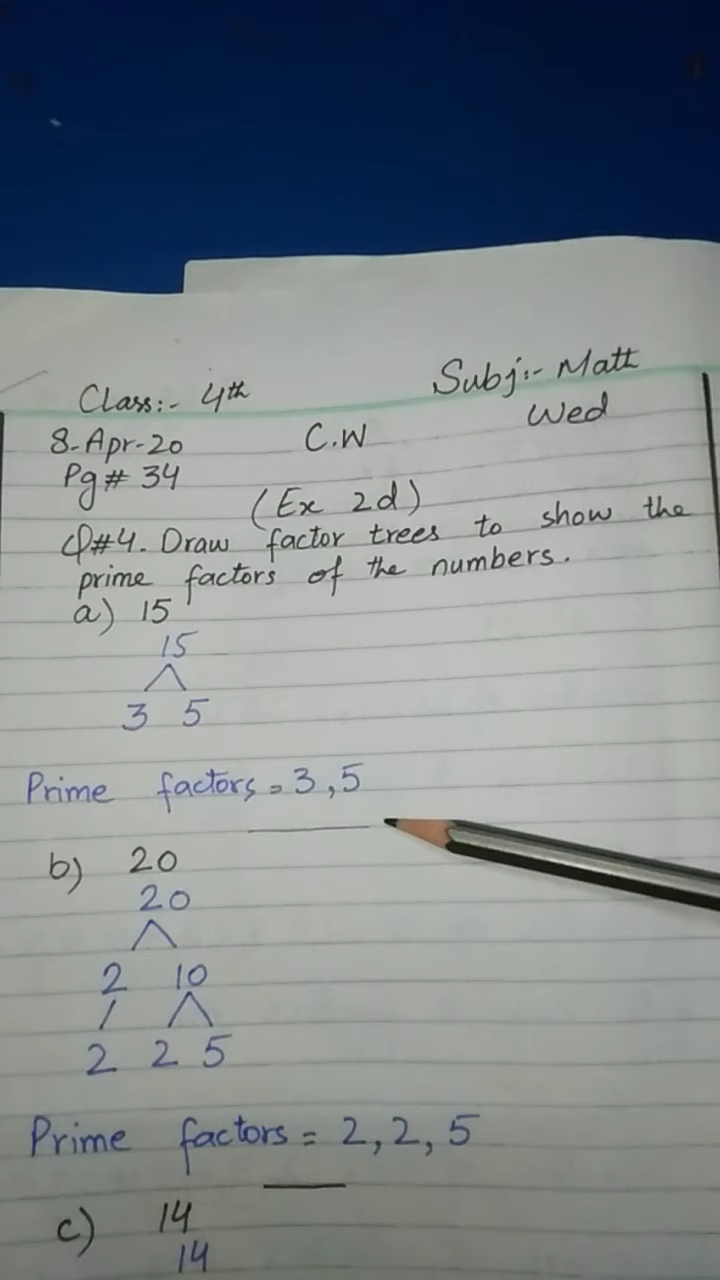 Class:- 4th Subj:- Math
8-Apr-20 C.W Wed
Pg# 34
(Ex 2d)
Q#4. Draw factor trees to show the
prime factors of the numbers.
a) 15
15
3 5
Prime factors = 3,5
b) 20
20
2 10
2 2 5
Prime factors = 2, 2, 5
c) 14
14